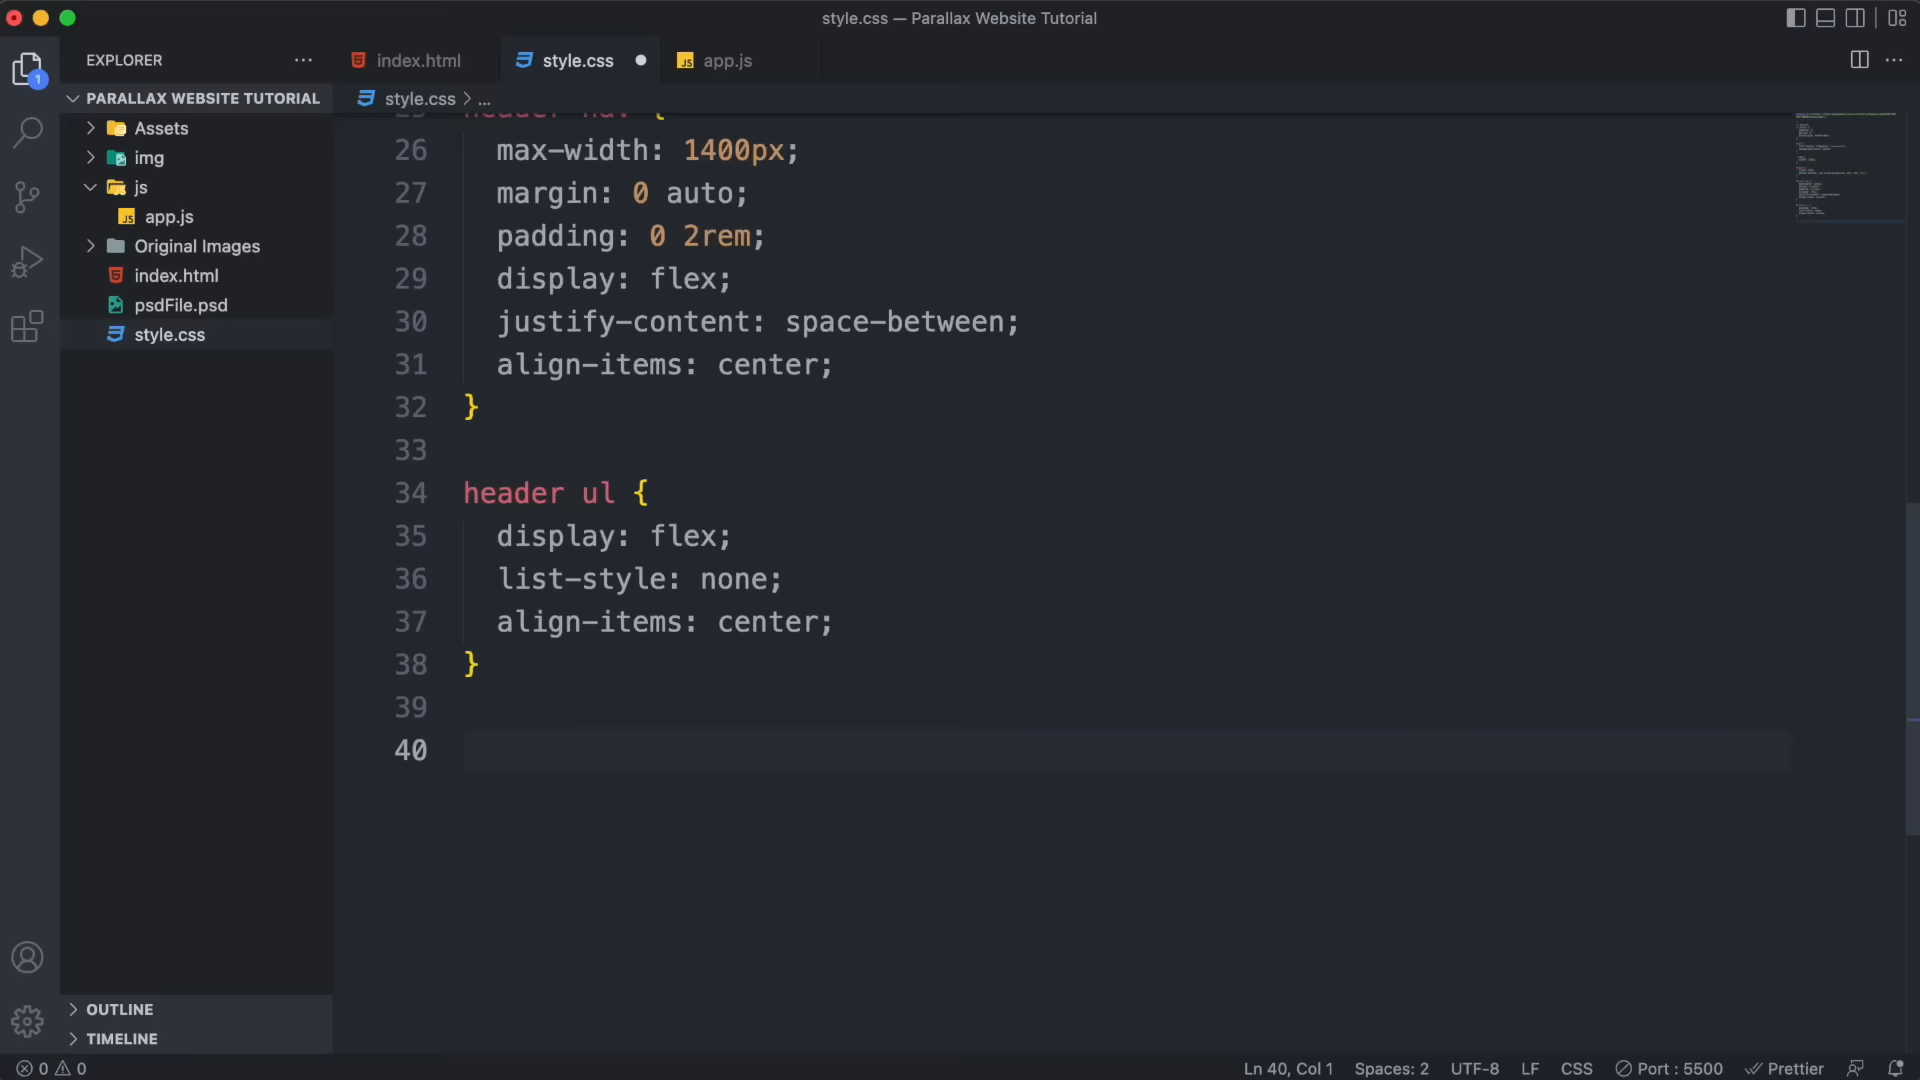 style.css — Parallax Website Tutorial
EXPLORER
index.html
style.css
app.js
PARALLAX WEBSITE TUTORIAL
style.css > ...
Assets
img
js
app.js
Original Images
index.html
psdFile.psd
style.css
1
26 max-width: 1400px;
27 margin: 0 auto;
28 padding: 0 2rem;
29 display: flex;
30 justify-content: space-between;
31 align-items: center;
32 }
33
34 header ul {
35 display: flex;
36 list-style: none;
37 align-items: center;
38 }
39
40
OUTLINE
TIMELINE
0 0
Ln 40, Col 1 Spaces: 2 UTF-8 LF CSS Port : 5500 Prettier